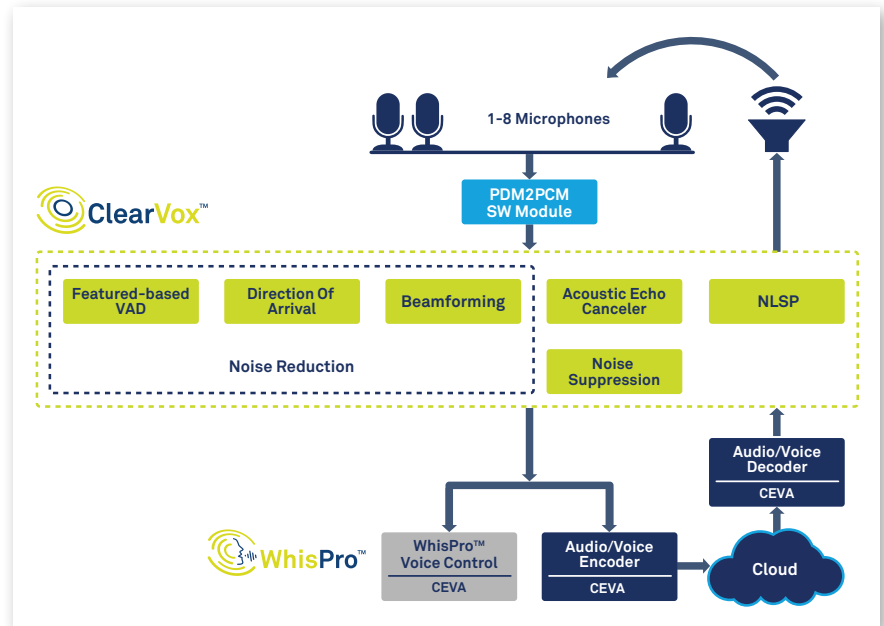 1-8 Microphones
PDM2PCM
SW Module
ClearVox™
Featured-based
VAD
Direction Of
Arrival
Beamforming
Acoustic Echo
Canceler
NLSP
Noise Reduction
Noise
Suppression
Audio/Voice
Decoder
CEVA
WhisPro™
WhisPro™
Voice Control
CEVA
Audio/Voice
Encoder
CEVA
Cloud